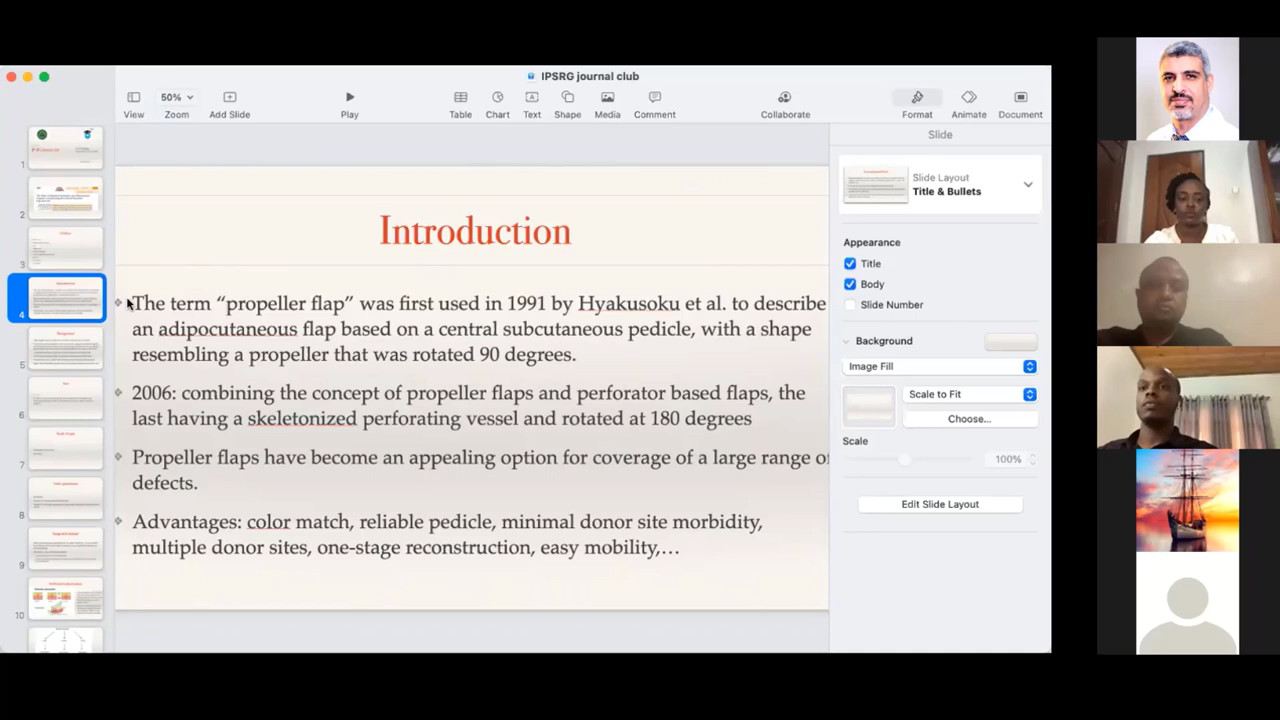 IPSRG journal club
50%
View
Zoom
Add Slide
Play
Table
Chart
Text
Shape
Media
Comment
Collaborate
Format
Animate
Document
Slide
Slide Layout
Title & Bullets
Appearance
Title
Body
Slide Number
Background
Image Fill
Scale to Fit
Choose...
Scale
100%
Edit Slide Layout
1
2
3
4
5
6
7
8
9
10
Introduction
The term “propeller flap” was first used in 1991 by Hyakusoku et al. to describe
an adipocutaneous flap based on a central subcutaneous pedicle, with a shape
resembling a propeller that was rotated 90 degrees.
2006: combining the concept of propeller flaps and perforator based flaps, the
last having a skeletonized perforating vessel and rotated at 180 degrees
Propeller flaps have become an appealing option for coverage of a large range of
defects.
Advantages: color match, reliable pedicle, minimal donor site morbidity,
multiple donor sites, one-stage reconstruction, easy mobility,…